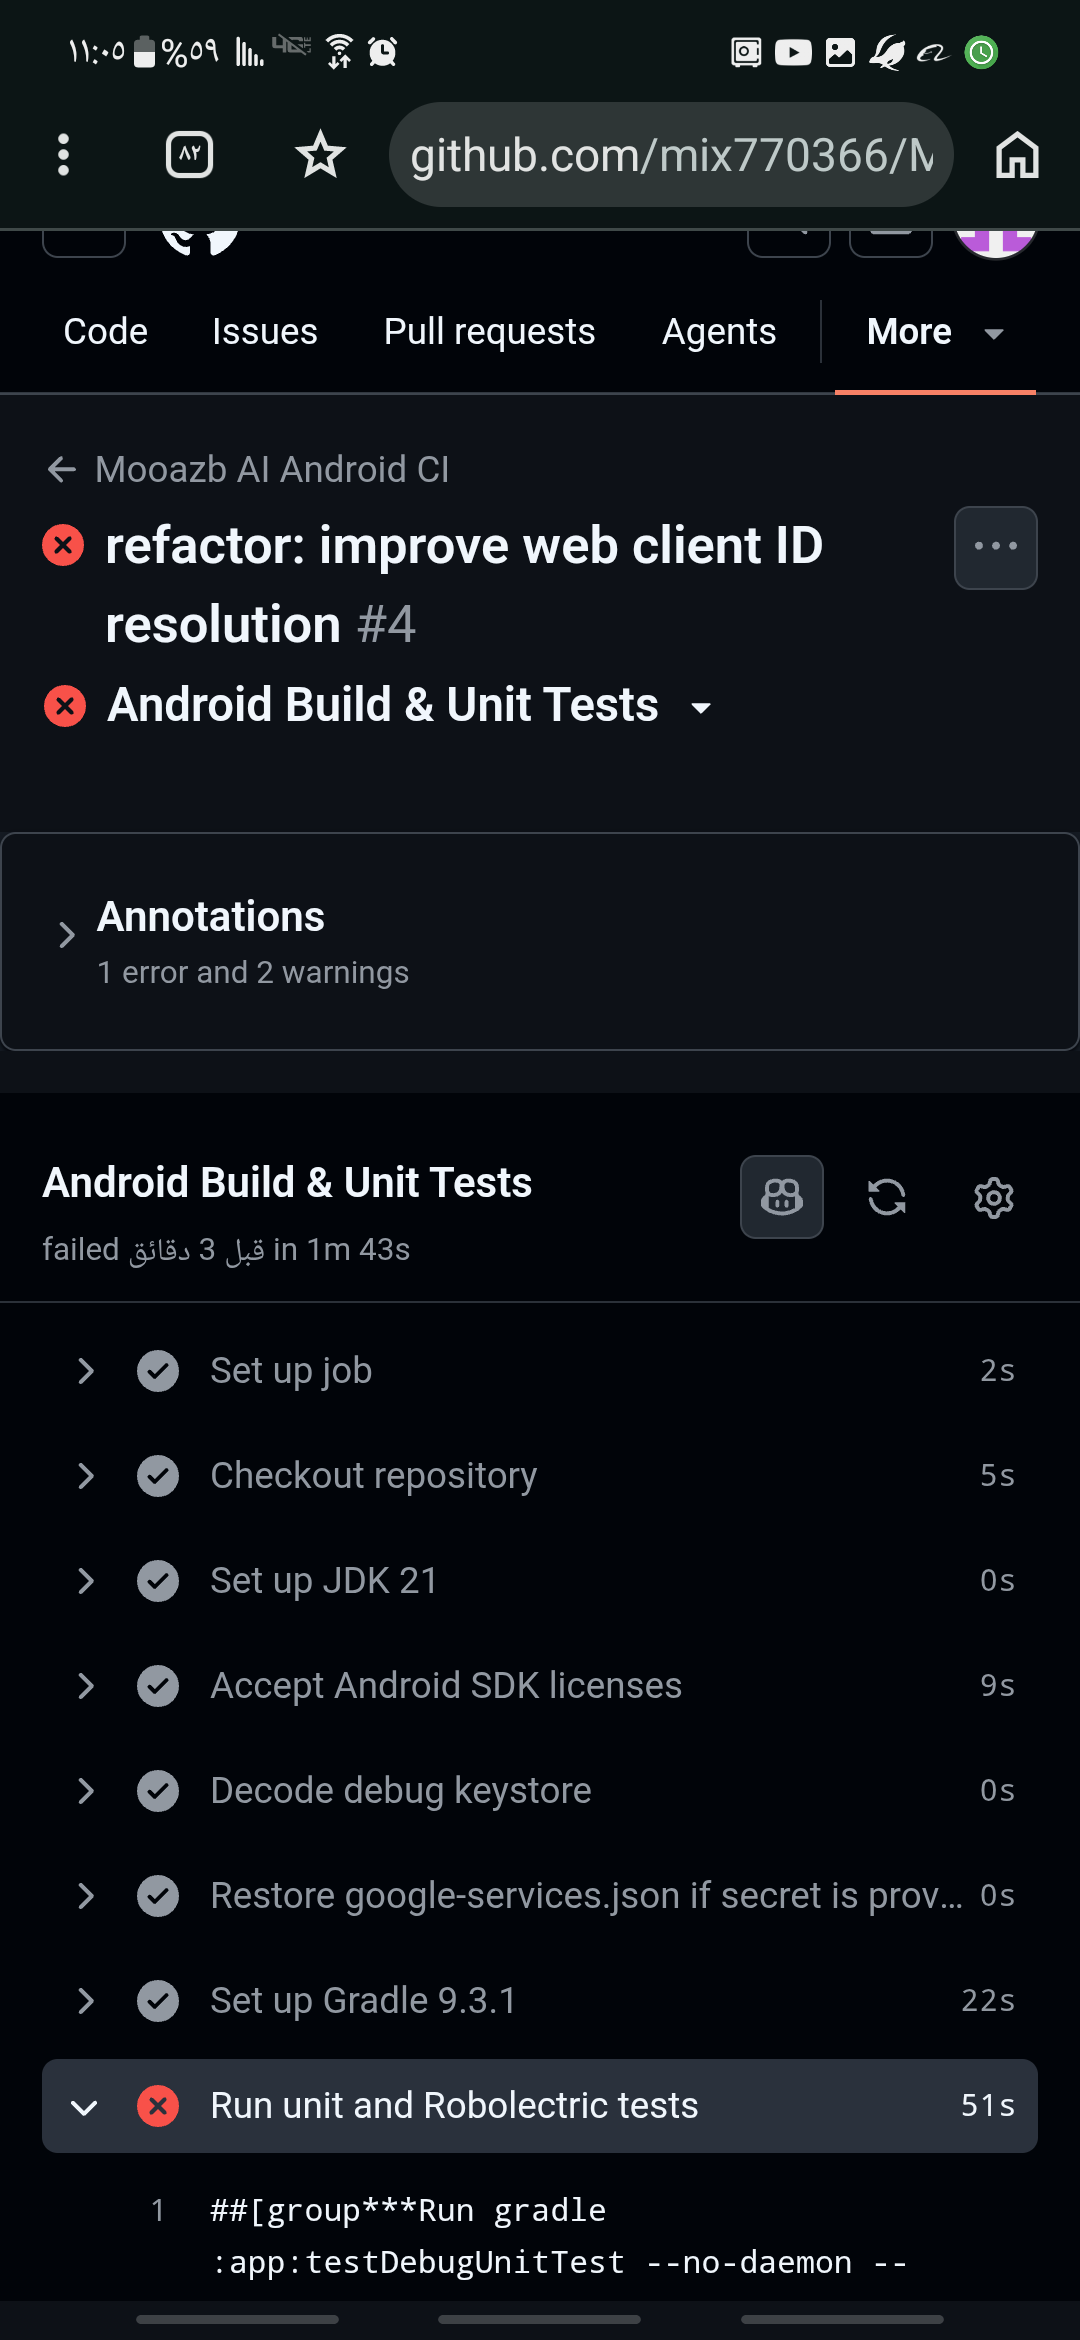 ١١:٠٥ %٥٩
٨٢ github.com/mix770366/M
Code Issues Pull requests Agents More
Mooazb AI Android CI
refactor: improve web client ID
resolution #4
Android Build & Unit Tests
Annotations
1 error and 2 warnings
Android Build & Unit Tests
failed قبل 3 دقائق in 1m 43s
Set up job 2s
Checkout repository 5s
Set up JDK 21 0s
Accept Android SDK licenses 9s
Decode debug keystore 0s
Restore google-services.json if secret is prov… 0s
Set up Gradle 9.3.1 22s
Run unit and Robolectric tests 51s
1 ##[group***Run gradle
:app:testDebugUnitTest --no-daemon --